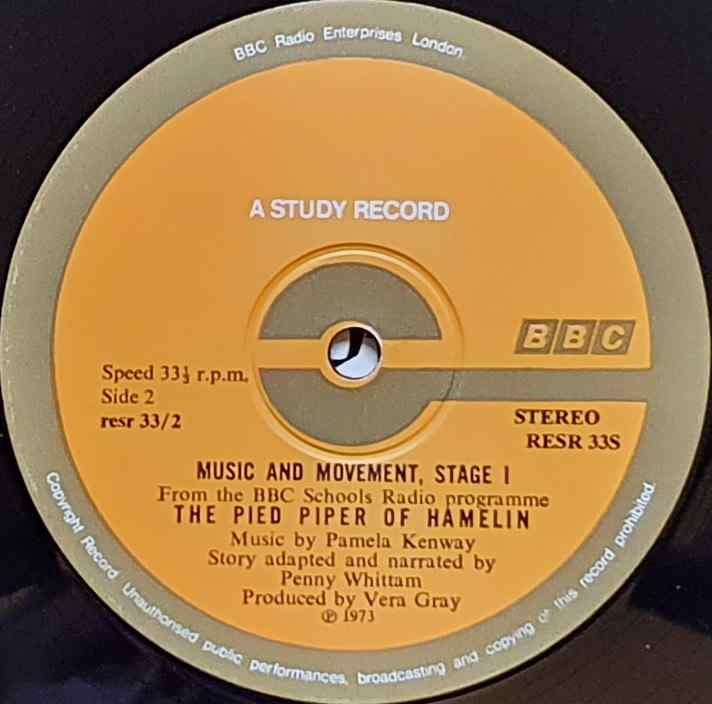 BBC Radio Enterprises London.
A STUDY RECORD
BBC
Speed 33⅓ r.p.m.
Side 2
resr 33/2
STEREO
RESR 33S
MUSIC AND MOVEMENT, STAGE I
From the BBC Schools Radio programme
THE PIED PIPER OF HAMELIN
Music by Pamela Kenway
Story adapted and narrated by
Penny Whittam
Produced by Vera Gray
℗ 1973
Copyright Record. Unauthorised public performances, broadcasting and copying of this record prohibited.